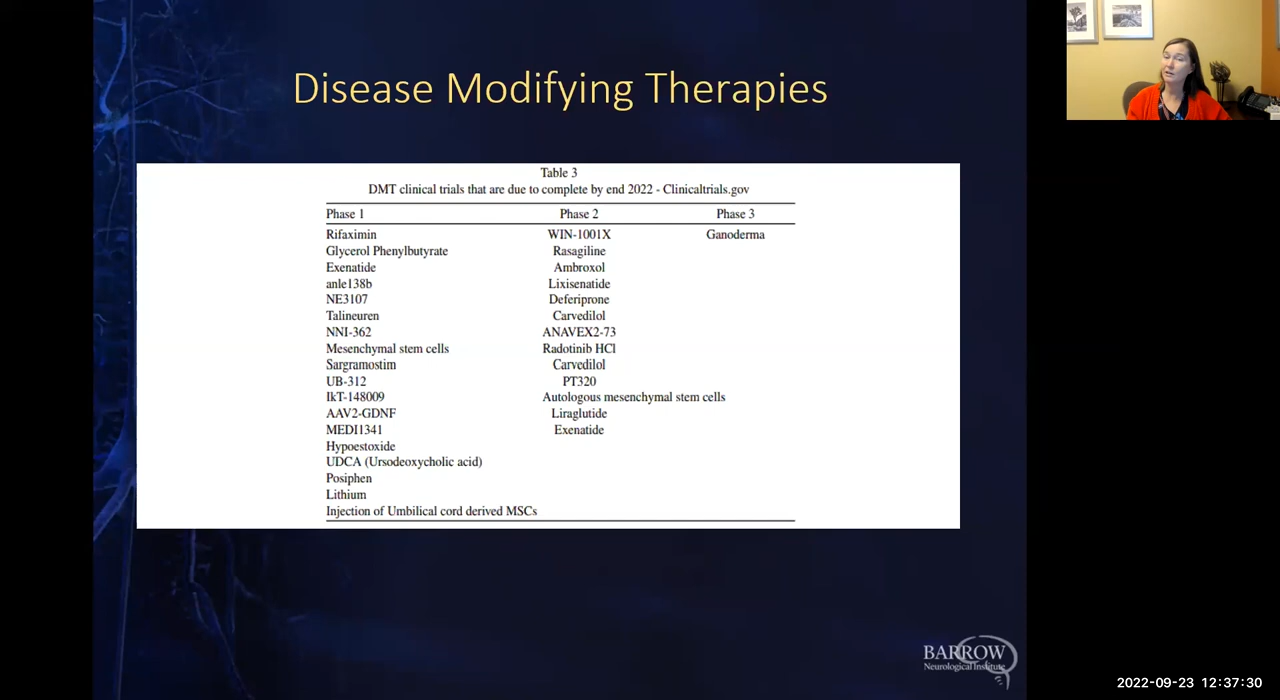 Disease Modifying Therapies
Table 3
DMT clinical trials that are due to complete by end 2022 - Clinicaltrials.gov
Phase 1 Phase 2 Phase 3
Rifaximin WIN-1001X Ganoderma
Glycerol Phenylbutyrate Rasagiline
Exenatide Ambroxol
anle138b Lixisenatide
NE3107 Deferiprone
Talineuren Carvedilol
NNI-362 ANAVEX2-73
Mesenchymal stem cells Radotinib HCl
Sargramostim Carvedilol
UB-312 PT320
IkT-148009 Autologous mesenchymal stem cells
AAV2-GDNF Liraglutide
MEDI1341 Exenatide
Hypoestoxide
UDCA (Ursodeoxycholic acid)
Posiphen
Lithium
Injection of Umbilical cord derived MSCs
BARROW
Neurological Institute
2022-09-23 12:37:30